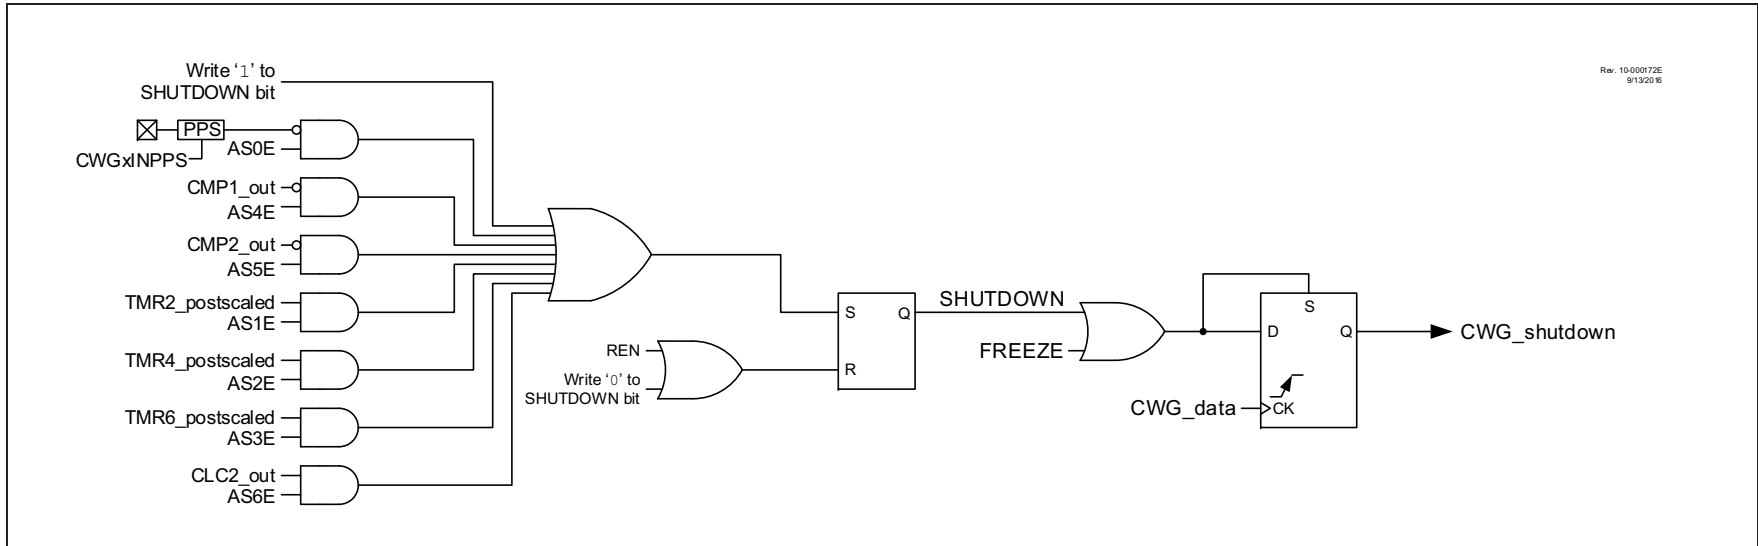 Write ‘1’ to
SHUTDOWN bit
Rev. 10-000172E
9/13/2016
PPS
AS0E
CWGxINPPS
CMP1_out
AS4E
CMP2_out
AS5E
TMR2_postscaled
AS1E
TMR4_postscaled
AS2E
TMR6_postscaled
AS3E
CLC2_out
AS6E
REN
Write ‘0’ to
SHUTDOWN bit
S
Q
R
SHUTDOWN
FREEZE
S
D
Q
CWG_data
CK
CWG_shutdown